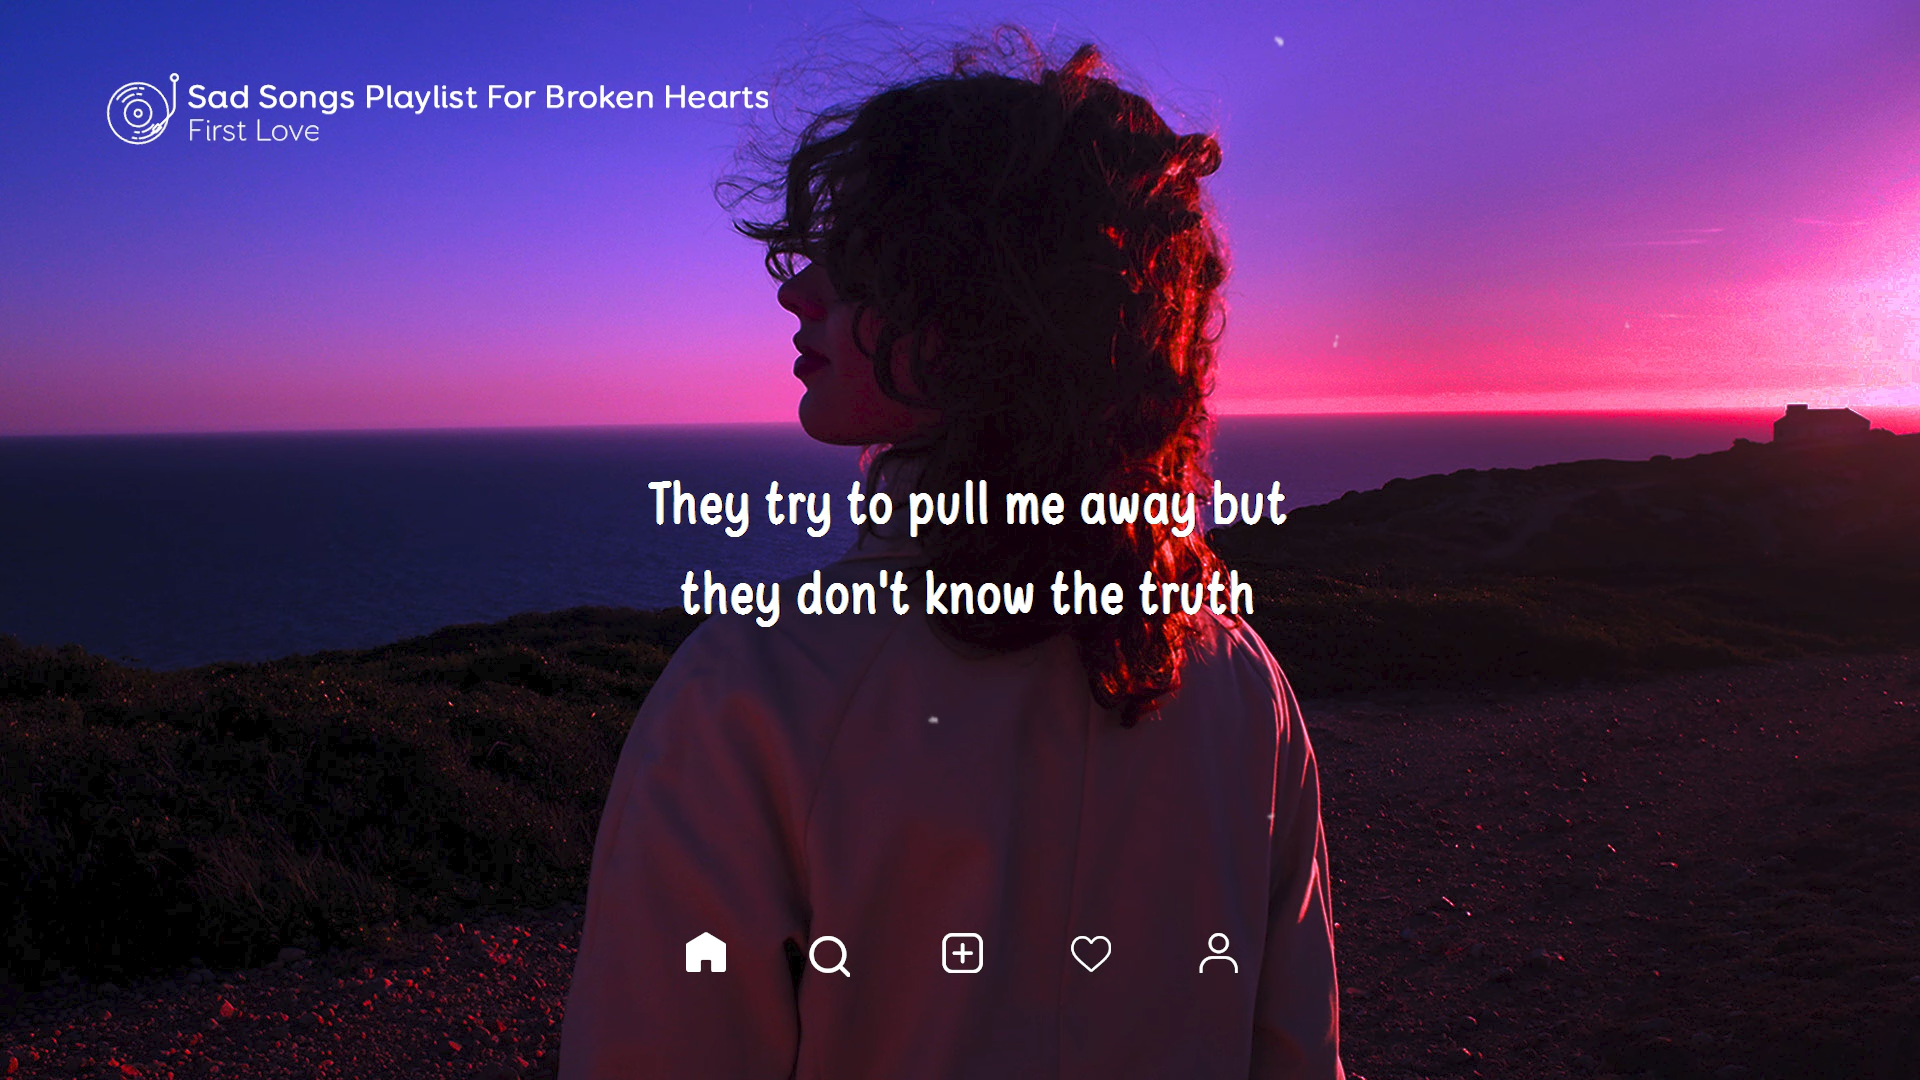 Sad Songs Playlist For Broken Hearts
First Love
They try to pull me away but
they don't know the truth